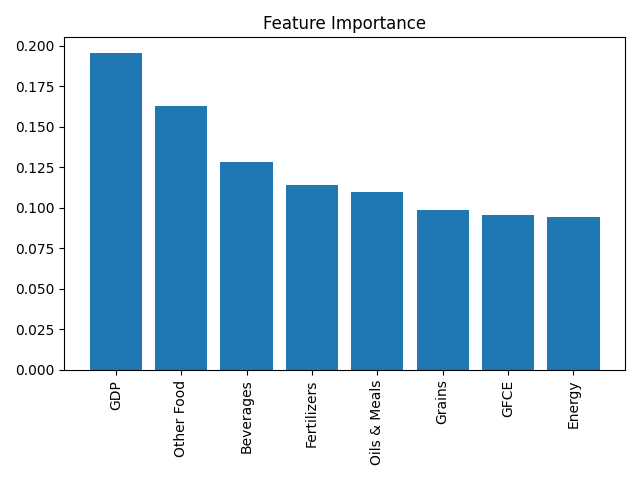 Feature Importance
0.200
0.175
0.150
0.125
0.100
0.075
0.050
0.025
0.000
GDP
Other Food
Beverages
Fertilizers
Oils & Meals
Grains
GFCE
Energy